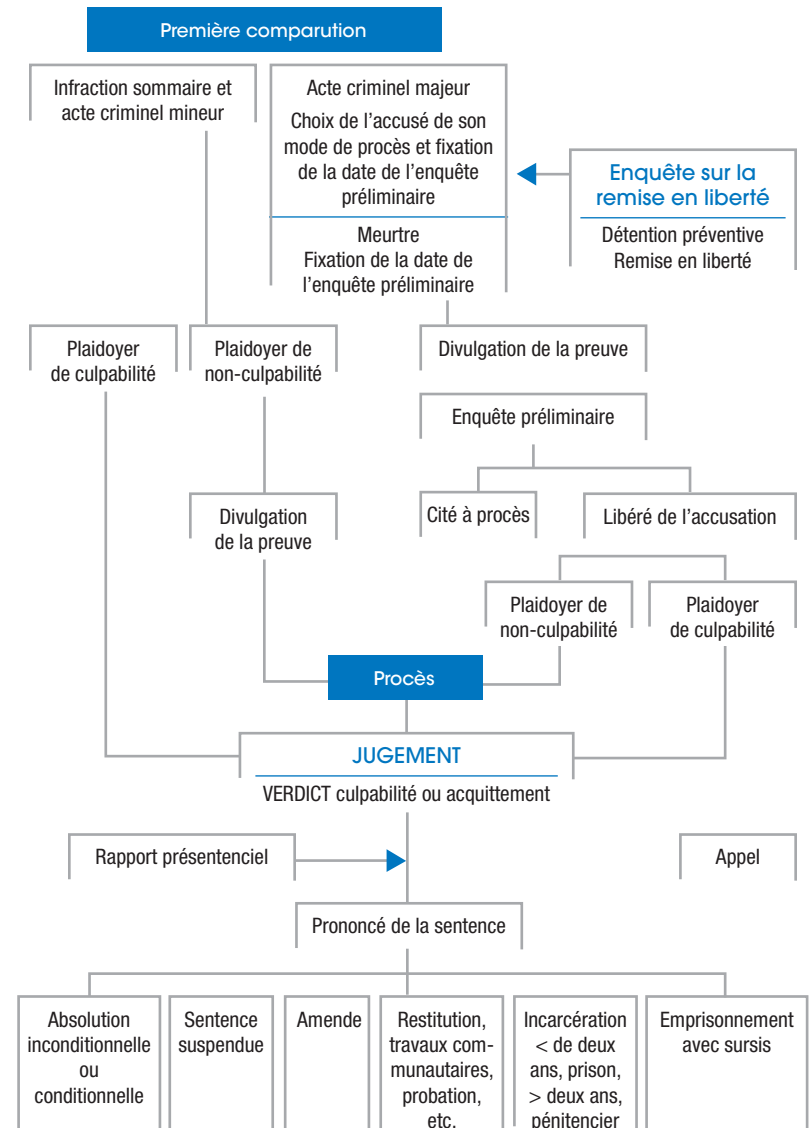 Première comparution
Infraction sommaire et
acte criminel mineur
Acte criminel majeur
Choix de l'accusé de son
mode de procès et fixation
de la date de l'enquête
préliminaire
Meurtre
Fixation de la date de
l'enquête préliminaire
Enquête sur la
remise en liberté
Détention préventive
Remise en liberté
Plaidoyer
de culpabilité
Plaidoyer de
non-culpabilité
Divulgation de la preuve
Enquête préliminaire
Divulgation
de la preuve
Cité à procès
Libéré de l'accusation
Plaidoyer de
non-culpabilité
Plaidoyer
de culpabilité
Procès
JUGEMENT
VERDICT culpabilité ou acquittement
Rapport présentenciel
Appel
Prononcé de la sentence
Absolution
inconditionnelle
ou
conditionnelle
Sentence
suspendue
Amende
Restitution,
travaux com-
munautaires,
probation,
etc.
Incarcération
< de deux
ans, prison,
> deux ans,
pénitencier
Emprisonnement
avec sursis